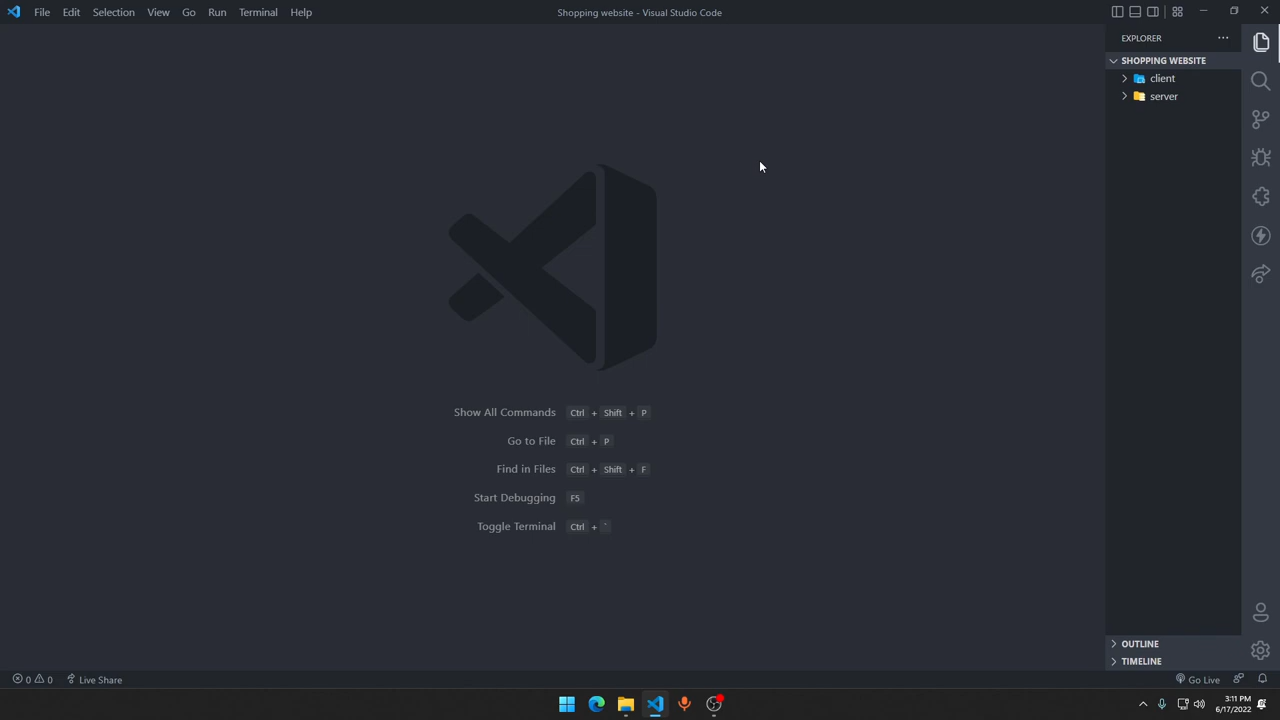 File Edit Selection View Go Run Terminal Help
Shopping website - Visual Studio Code
EXPLORER
SHOPPING WEBSITE
client
server
Show All Commands Ctrl + Shift + P
Go to File Ctrl + P
Find in Files Ctrl + Shift + F
Start Debugging F5
Toggle Terminal Ctrl + `
OUTLINE
TIMELINE
0 0 Live Share
Go Live
3:11 PM
6/17/2022